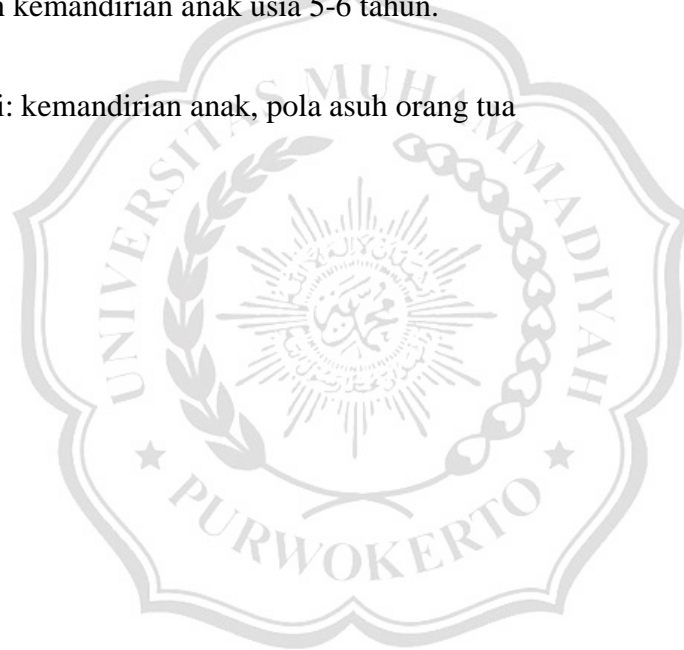 kemandirian anak usia 5-6 tahun.
i: kemandirian anak, pola asuh orang tua
UNIVERSITAS MUHAMMADIYAH
PURWOKERTO